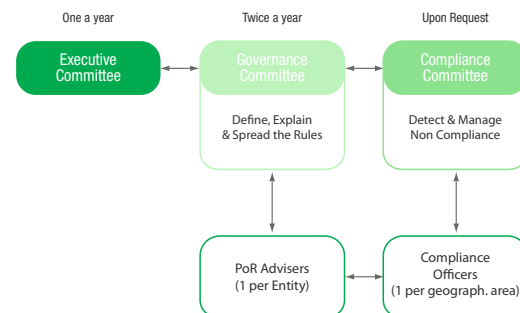 One a year
Twice a year
Upon Request
Executive
Committee
Governance
Committee
Compliance
Committee
Define, Explain
& Spread the Rules
Detect & Manage
Non Compliance
PoR Advisers
(1 per Entity)
Compliance
Officers
(1 per geograph. area)